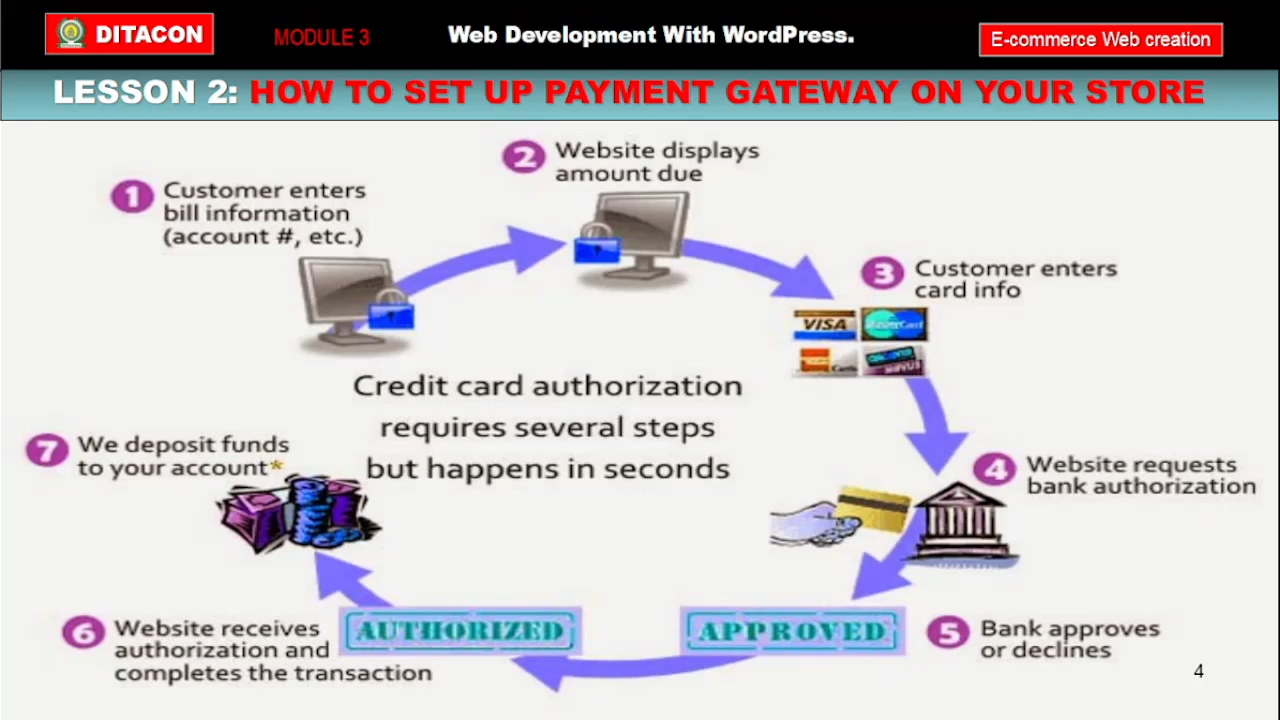 DITACON
MODULE 3
Web Development With WordPress.
E-commerce Web creation
LESSON 2: HOW TO SET UP PAYMENT GATEWAY ON YOUR STORE
1 Customer enters
bill information
(account #, etc.)
2 Website displays
amount due
3 Customer enters
card info
VISA
MasterCard
Credit card authorization
requires several steps
but happens in seconds
4 Website requests
bank authorization
5 Bank approves
or declines
APPROVED
AUTHORIZED
6 Website receives
authorization and
completes the transaction
7 We deposit funds
to your account*
4